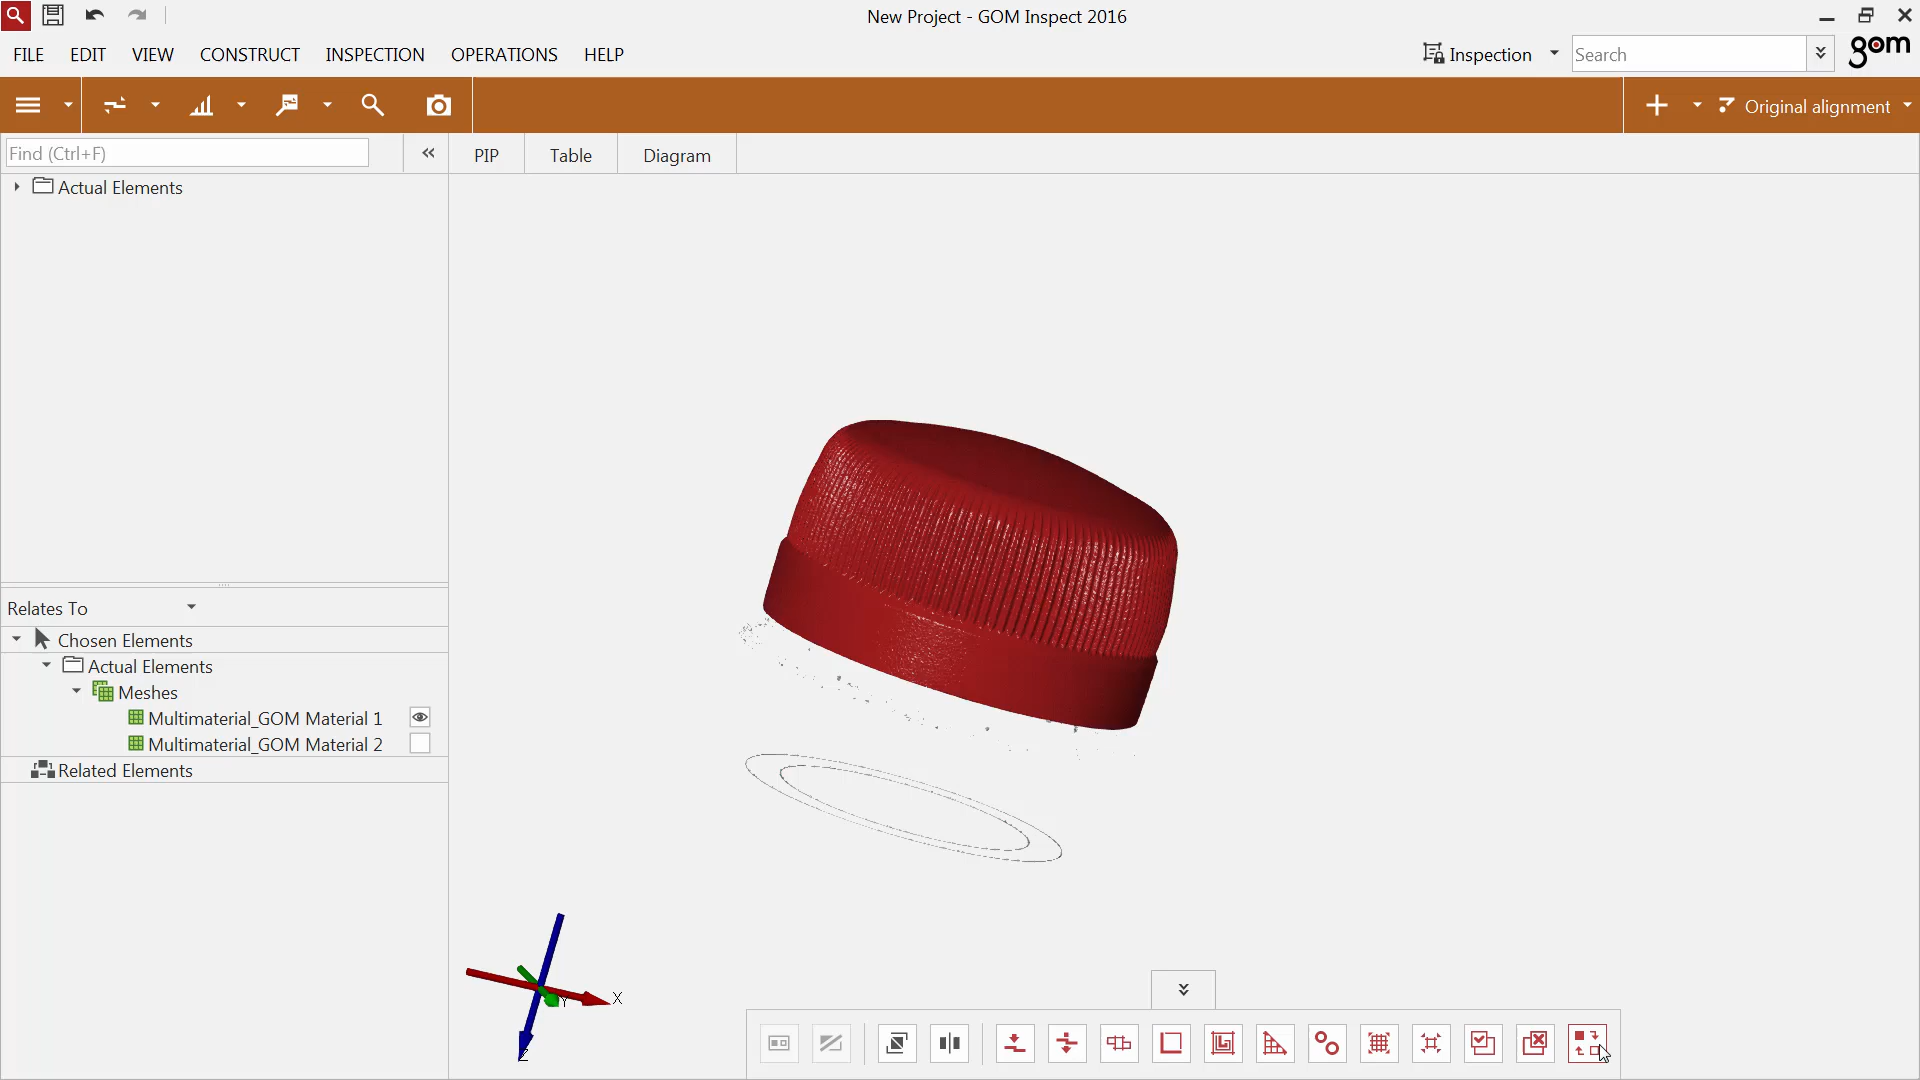 New Project - GOM Inspect 2016
FILE EDIT VIEW CONSTRUCT INSPECTION OPERATIONS HELP
Inspection
Search
gom
Original alignment
Find (Ctrl+F)
PIP Table Diagram
Actual Elements
Relates To
Chosen Elements
Actual Elements
Meshes
Multimaterial_GOM Material 1
Multimaterial_GOM Material 2
Related Elements
Y
X
Z